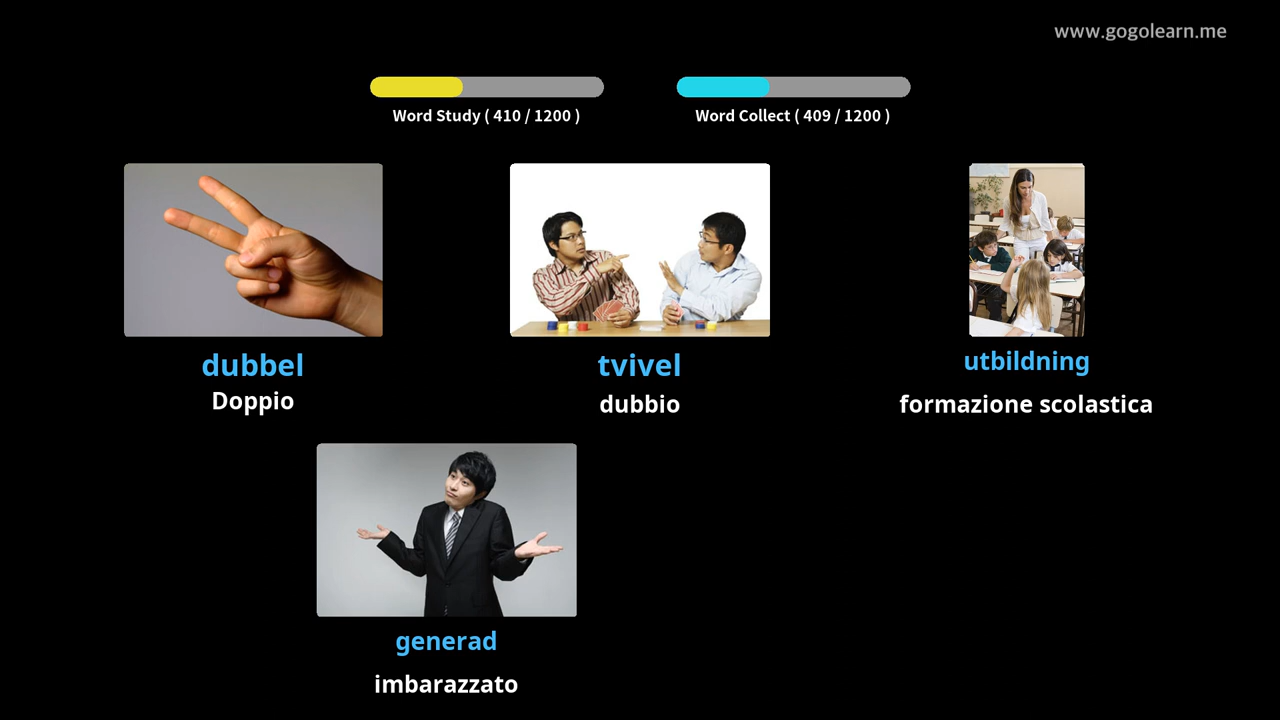 www.gogolearn.me
Word Study ( 410 / 1200 )
Word Collect ( 409 / 1200 )
dubbel
Doppio
tvivel
dubbio
utbildning
formazione scolastica
generad
imbarazzato